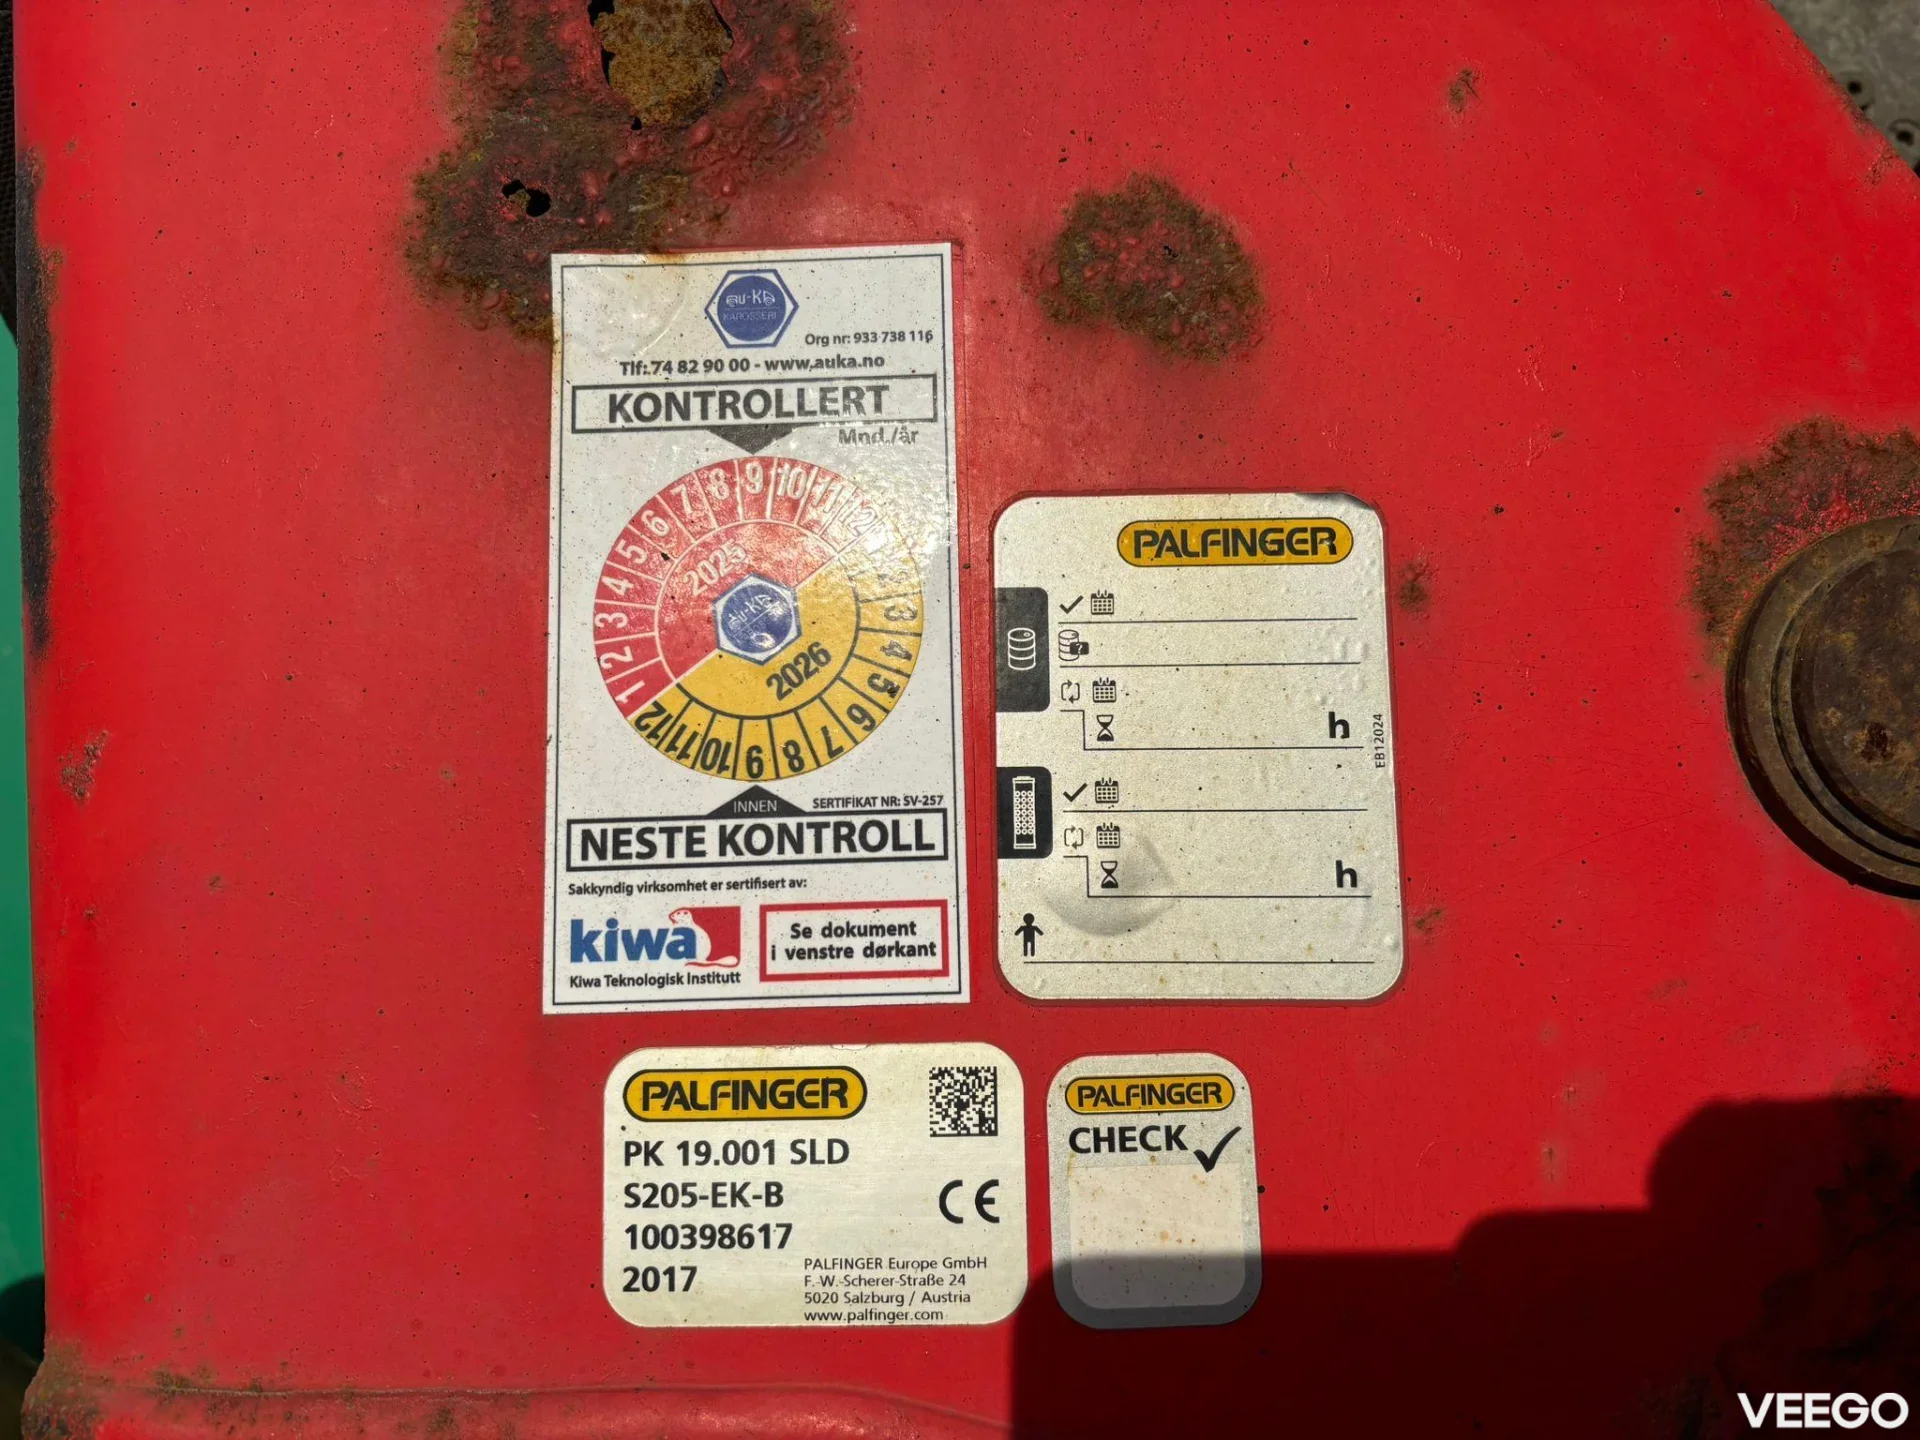 au-KA
KAROSSERI
Org nr: 933 738 116
Tlf: 74 82 90 00 - www.auka.no
KONTROLLERT
Mnd./år
1 2 3 4 5 6 7 8 9 10 11 12
2025
au-KA
2026
2 3 4 5 6 7 8 9 10 11 12
INNEN
SERTIFIKAT NR: SV-257
NESTE KONTROLL
Sakkyndig virksomhet er sertifisert av:
kiwa
Kiwa Teknologisk Institutt
Se dokument
i venstre dørkant
PALFINGER
?
h
h
EB12024
PALFINGER
PK 19.001 SLD
S205-EK-B
100398617
2017
CE
PALFINGER Europe GmbH
F.-W.-Scherer-Straße 24
5020 Salzburg / Austria
www.palfinger.com
PALFINGER
CHECK
VEEGO